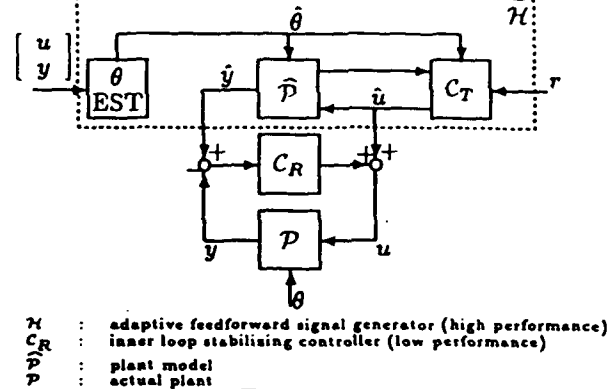 H
θ̂
[ u
y ]
θ
EST
ŷ
P̂
û
C_T
r
− +
C_R
+ +
y
P
u
θ
H : adaptive feedforward signal generator (high performance)
C_R : inner loop stabilising controller (low performance)
P̂ : plant model
P : actual plant